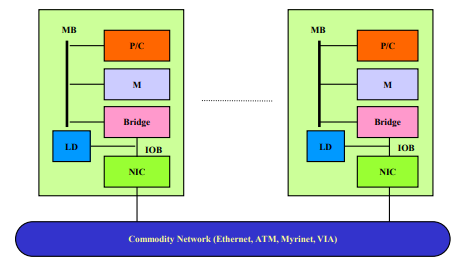 MB
P/C
M
Bridge
LD
IOB
NIC
MB
P/C
M
Bridge
LD
IOB
NIC
Commodity Network (Ethernet, ATM, Myrinet, VIA)